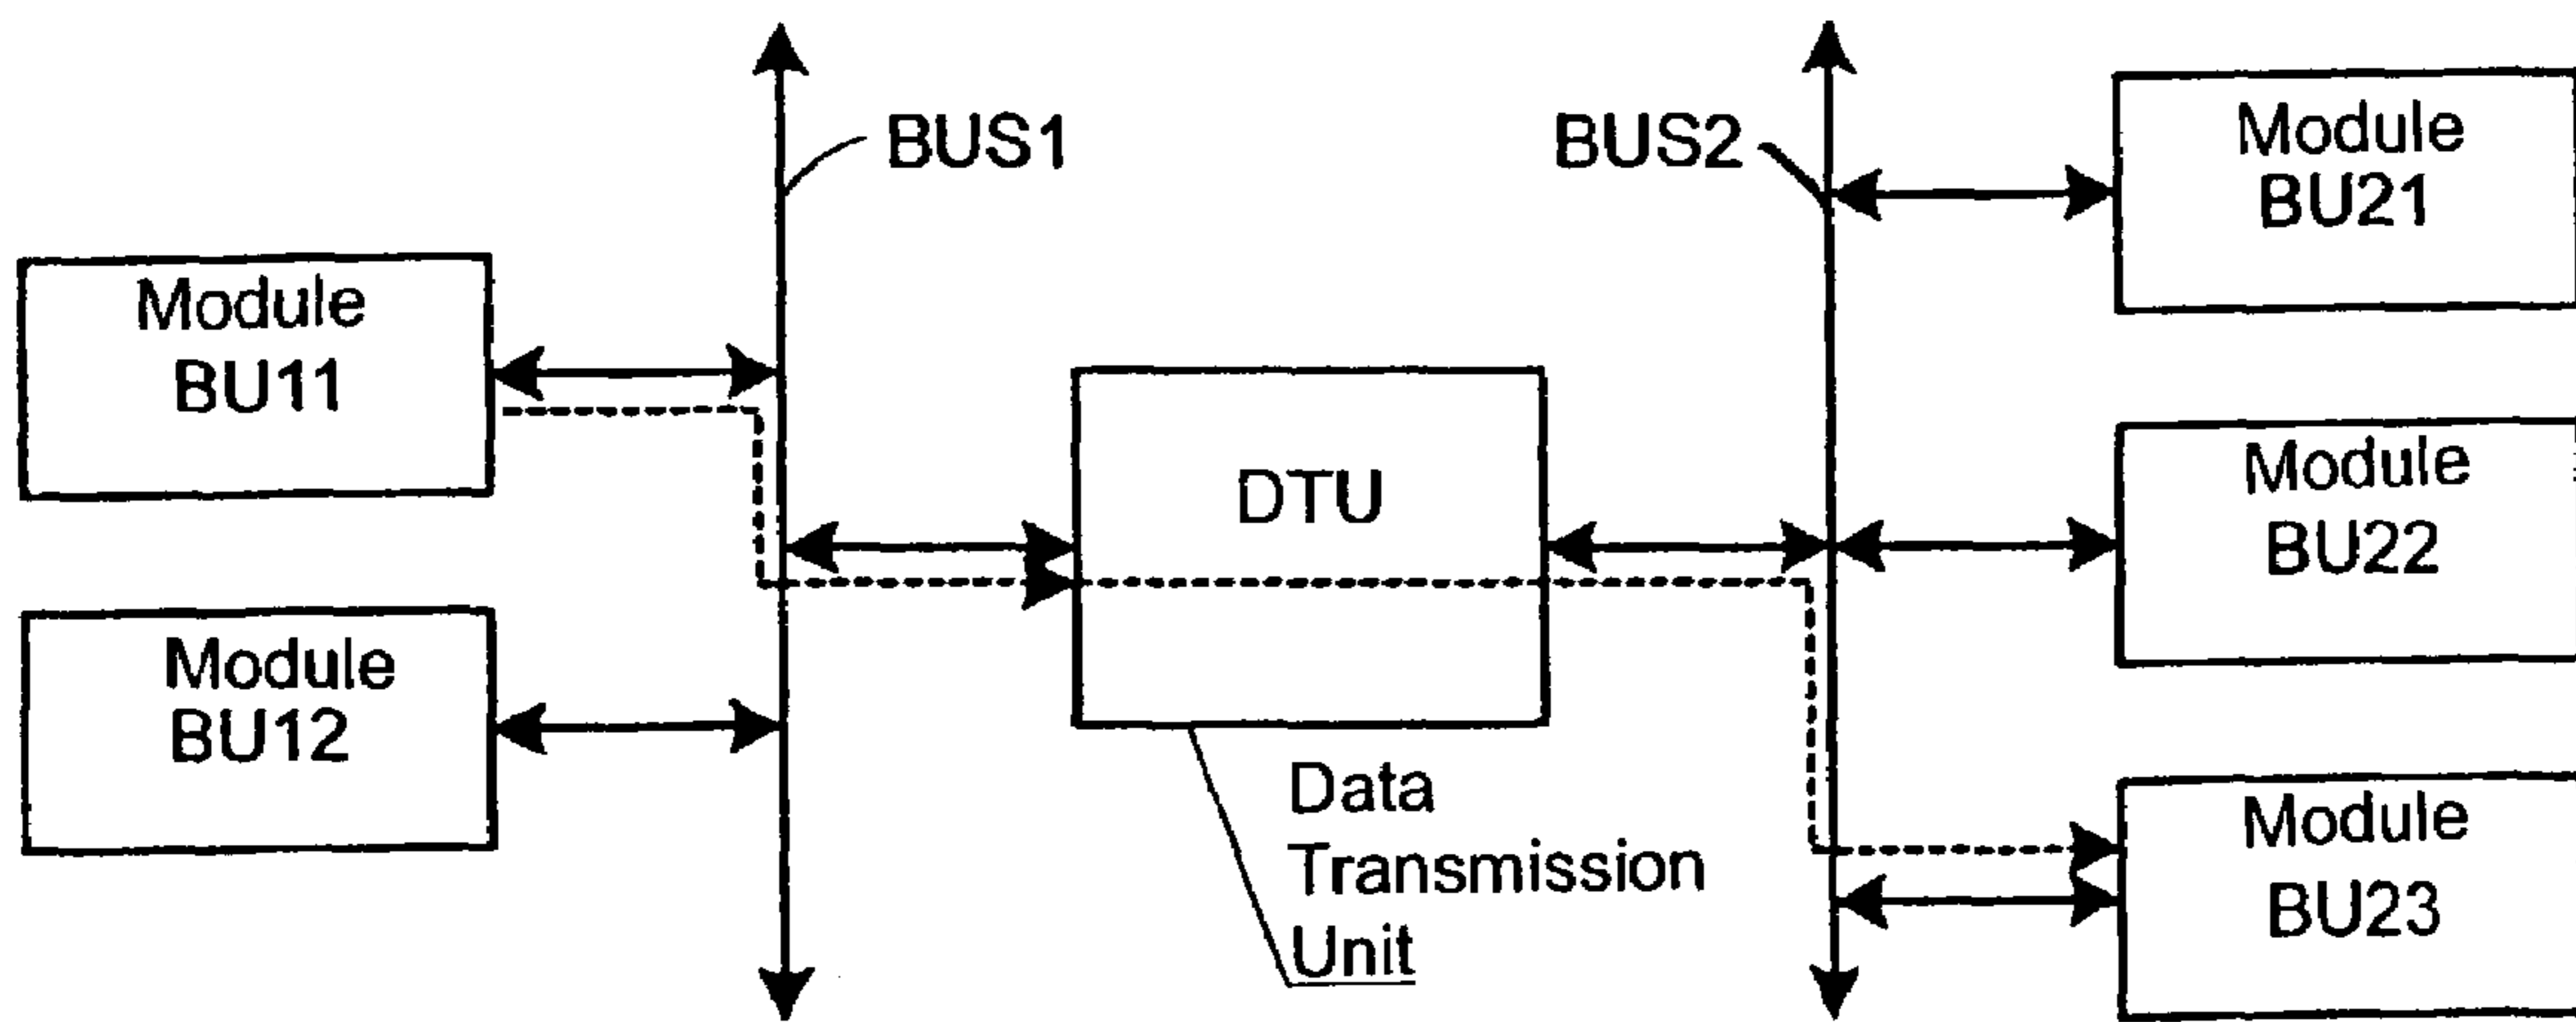 BUS1
BUS2
Module
BU21
Module
BU11
DTU
Module
BU22
Module
BU12
Data
Transmission
Unit
Module
BU23